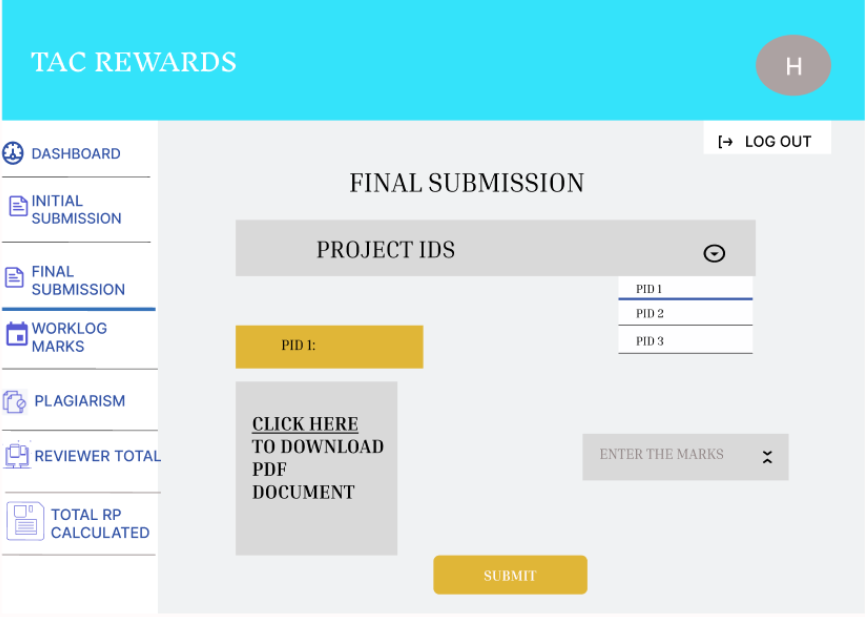 TAC REWARDS
H
LOG OUT
DASHBOARD
INITIAL
SUBMISSION
FINAL
SUBMISSION
WORKLOG
MARKS
PLAGIARISM
REVIEWER TOTAL
TOTAL RP
CALCULATED
FINAL SUBMISSION
PROJECT IDS
PID 1
PID 2
PID 3
PID 1:
CLICK HERE
TO DOWNLOAD
PDF
DOCUMENT
ENTER THE MARKS
SUBMIT